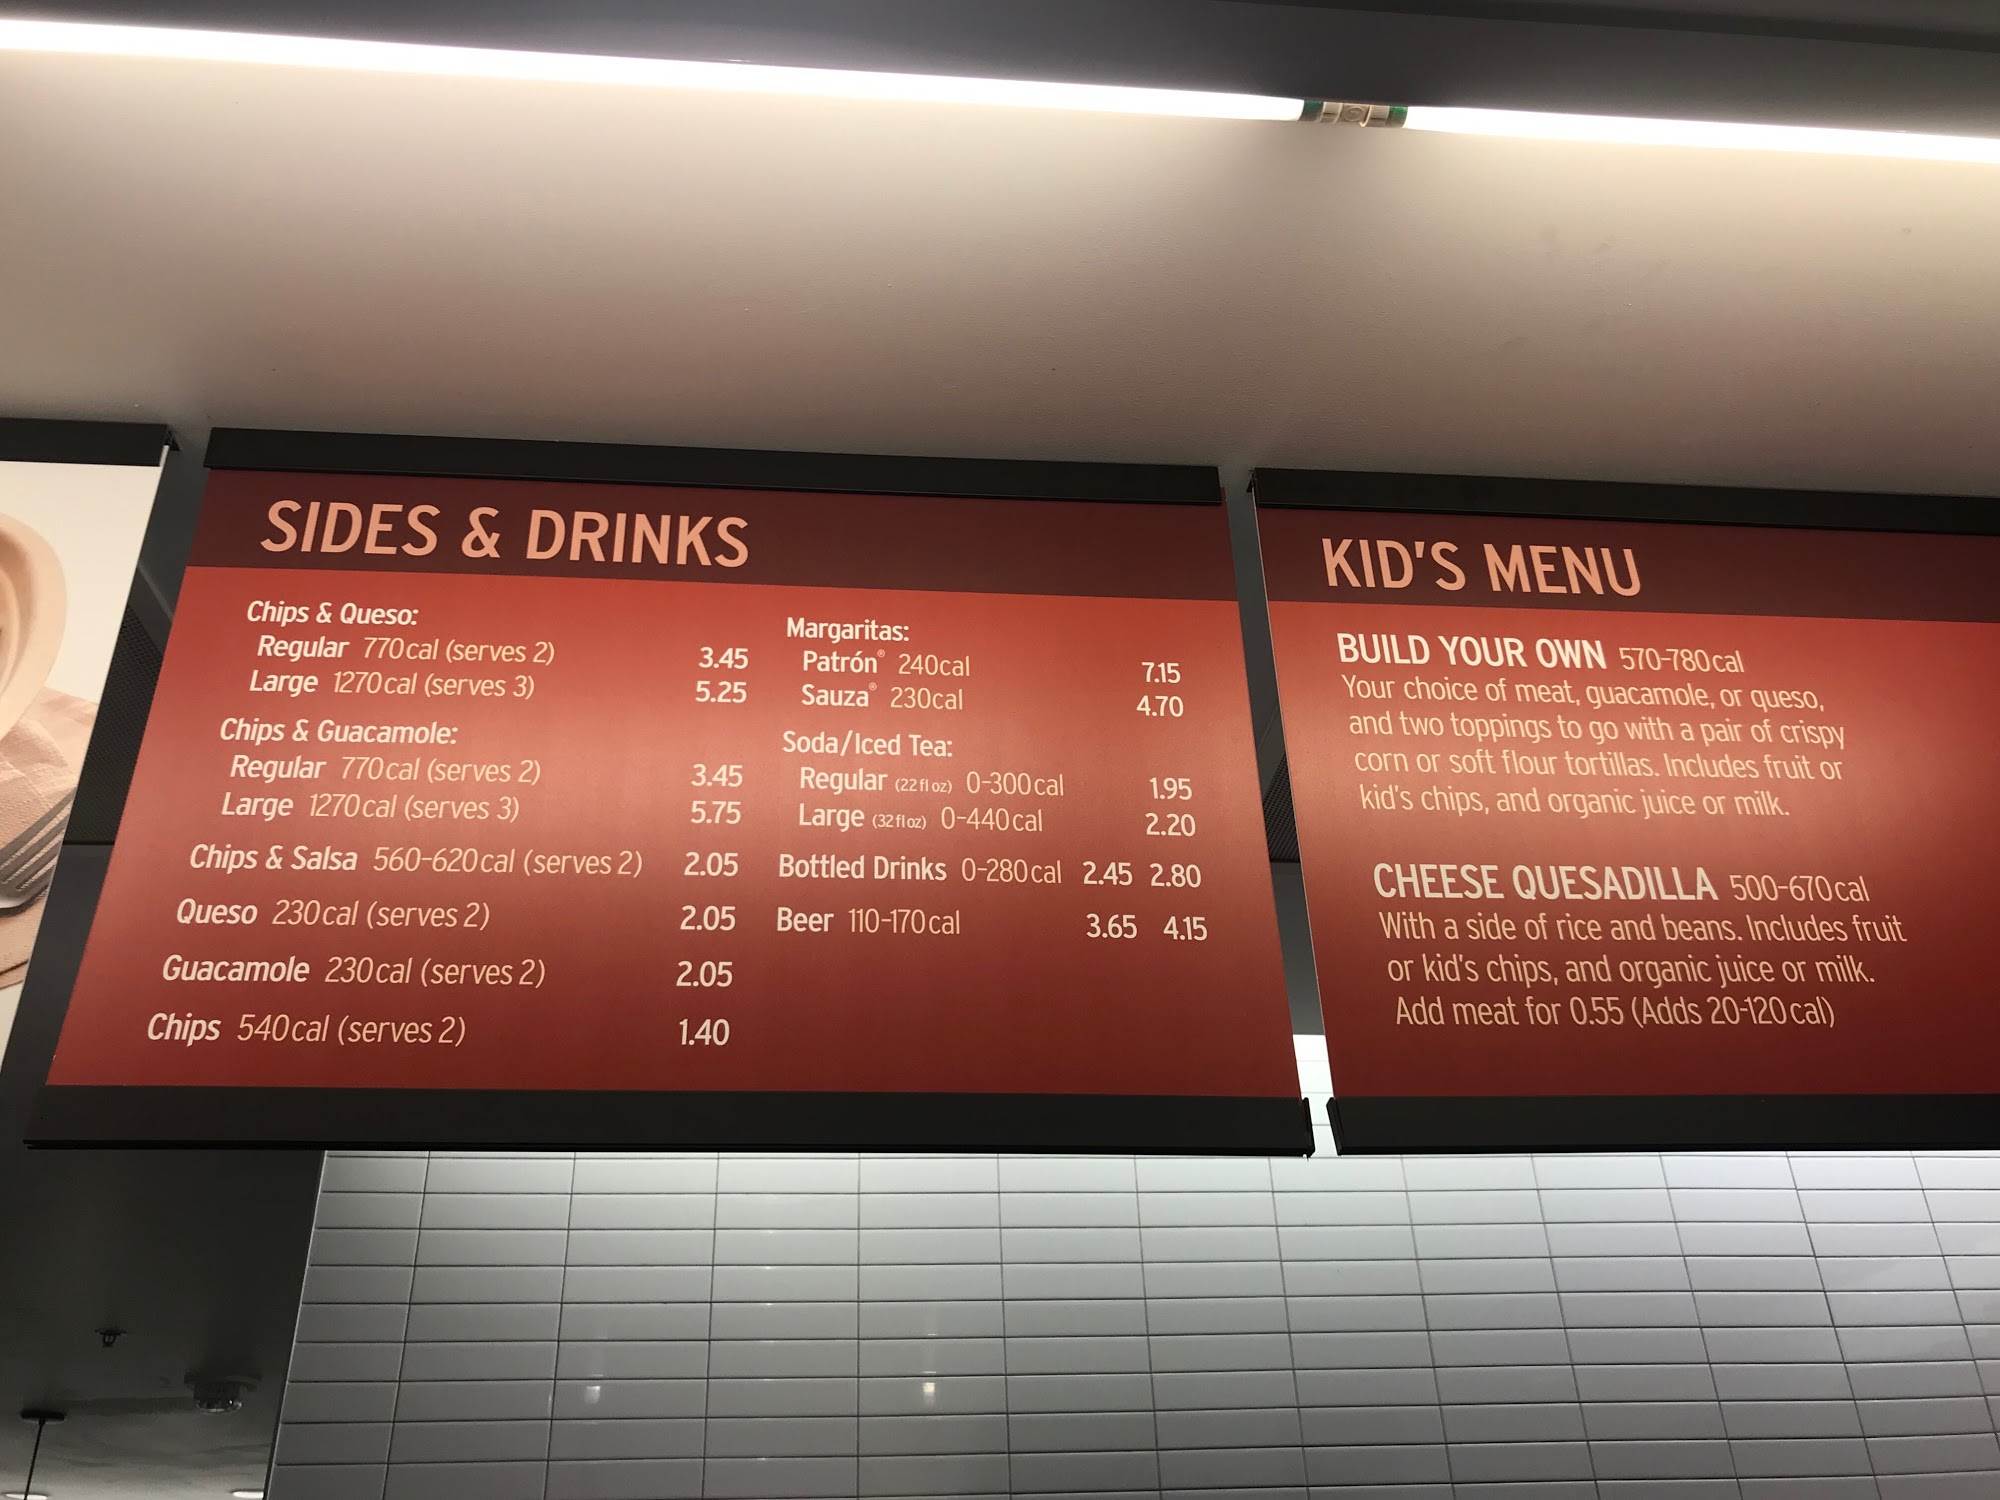 SIDES & DRINKS
Chips & Queso:
Regular 770cal (serves 2) 3.45
Large 1270cal (serves 3) 5.25
Chips & Guacamole:
Regular 770cal (serves 2) 3.45
Large 1270cal (serves 3) 5.75
Chips & Salsa 560-620cal (serves 2) 2.05
Queso 230cal (serves 2) 2.05
Guacamole 230cal (serves 2) 2.05
Chips 540cal (serves 2) 1.40
Margaritas:
Patrón® 240cal 7.15
Sauza® 230cal 4.70
Soda/Iced Tea:
Regular (22fl oz) 0-300cal 1.95
Large (32fl oz) 0-440cal 2.20
Bottled Drinks 0-280cal 2.45 2.80
Beer 110-170cal 3.65 4.15
KID'S MENU
BUILD YOUR OWN 570-780cal
Your choice of meat, guacamole, or queso,
and two toppings to go with a pair of crispy
corn or soft flour tortillas. Includes fruit or
kid's chips, and organic juice or milk.
CHEESE QUESADILLA 500-670cal
With a side of rice and beans. Includes fruit
or kid's chips, and organic juice or milk.
Add meat for 0.55 (Adds 20-120cal)